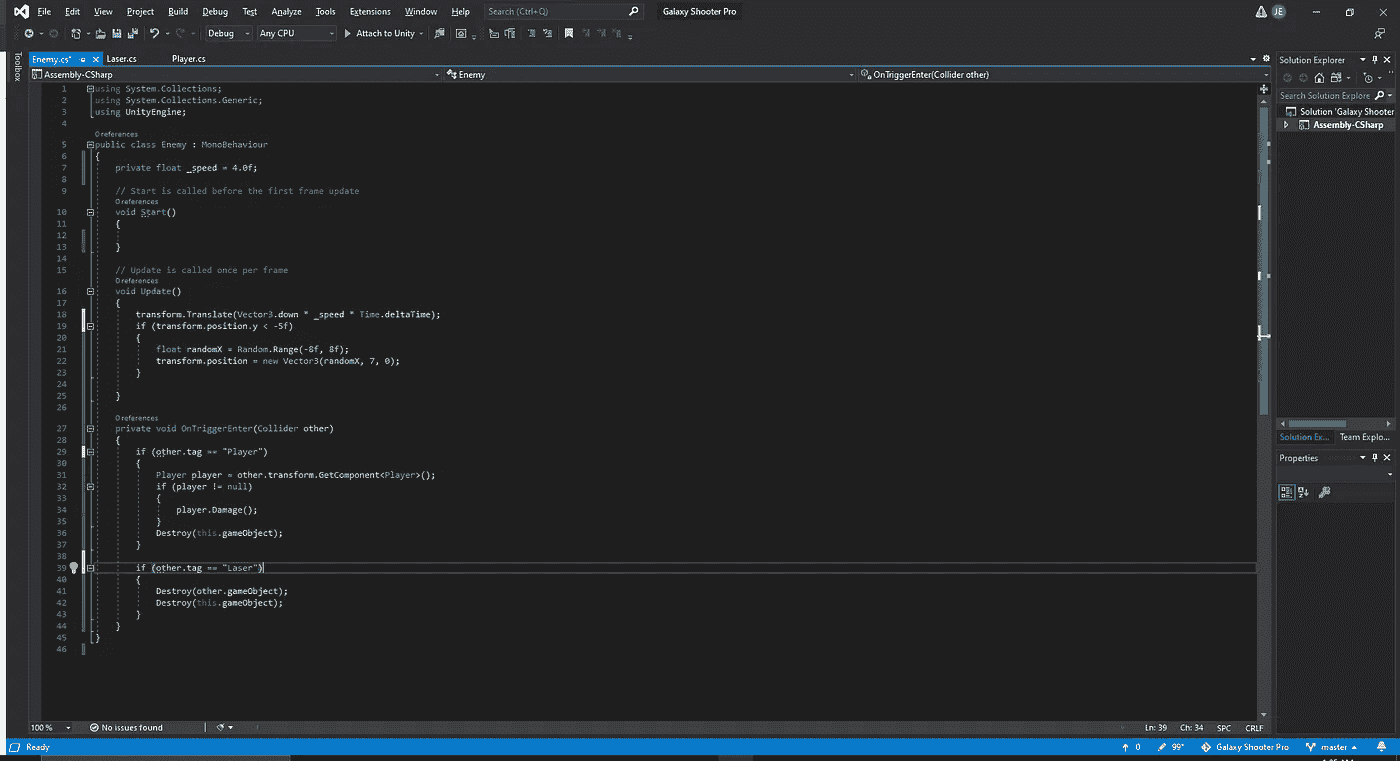 File Edit View Project Build Debug Test Analyze Tools Extensions Window Help Search (Ctrl+Q) Galaxy Shooter Pro JE
Debug Any CPU Attach to Unity
Toolbox
Enemy.cs* Laser.cs Player.cs
Assembly-CSharp Enemy OnTriggerEnter(Collider other)
1 using System.Collections;
2 using System.Collections.Generic;
3 using UnityEngine;
4
0 references
5 public class Enemy : MonoBehaviour
6 {
7 private float _speed = 4.0f;
8
9 // Start is called before the first frame update
0 references
10 void Start()
11 {
12
13 }
14
15 // Update is called once per frame
0 references
16 void Update()
17 {
18 transform.Translate(Vector3.down * _speed * Time.deltaTime);
19 if (transform.position.y < -5f)
20 {
21 float randomX = Random.Range(-8f, 8f);
22 transform.position = new Vector3(randomX, 7, 0);
23 }
24
25 }
26
0 references
27 private void OnTriggerEnter(Collider other)
28 {
29 if (other.tag == "Player")
30 {
31 Player player = other.transform.GetComponent<Player>();
32 if (player != null)
33 {
34 player.Damage();
35 }
36 Destroy(this.gameObject);
37 }
38
39 if (other.tag == "Laser")
40 {
41 Destroy(other.gameObject);
42 Destroy(this.gameObject);
43 }
44 }
45 }
46
100 % No issues found Ln: 39 Ch: 34 SPC CRLF
Solution Explorer
Search Solution Explore
Solution 'Galaxy Shooter
Assembly-CSharp
Solution Ex... Team Explo...
Properties
Ready 0 99* Galaxy Shooter Pro master